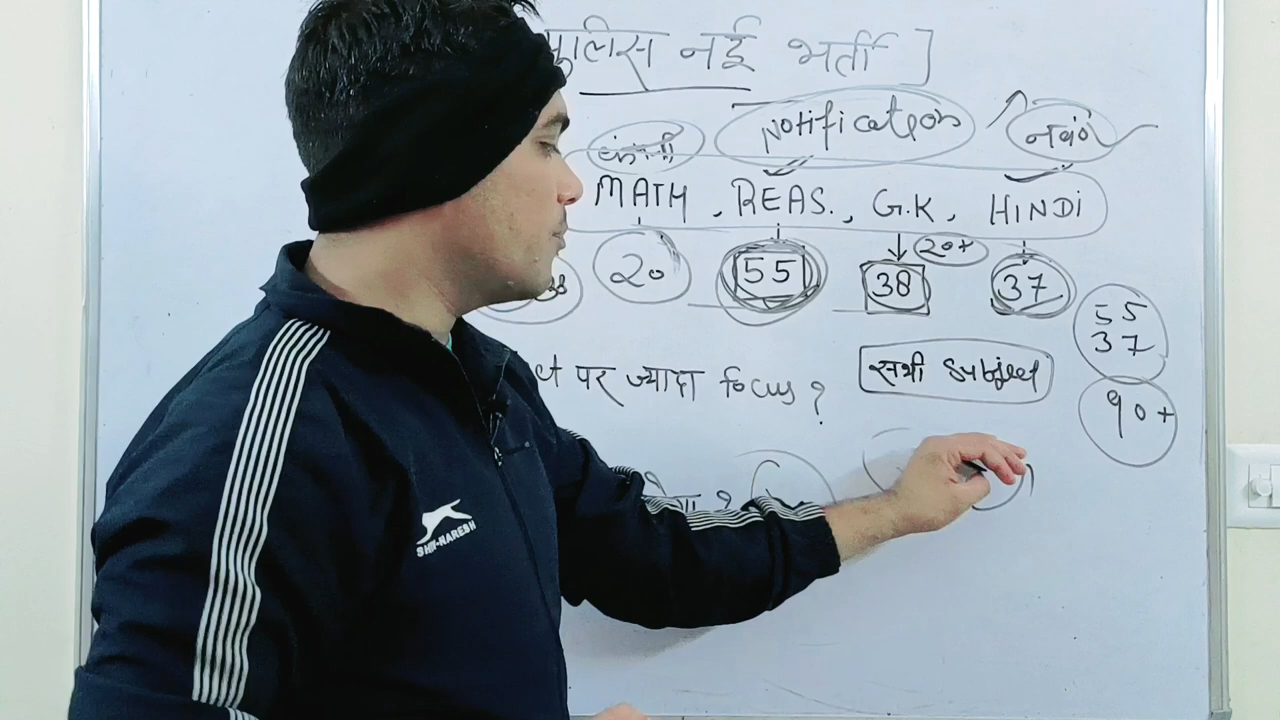 पुलिस नई भर्ती ]
Notification
नवंबर
MATH , REAS. , G.K , HINDI
20 55 38 20+ 37
38
55
37
पर ज्यादा focus ? सभी Subject
90+
?
SHIV-NARESH